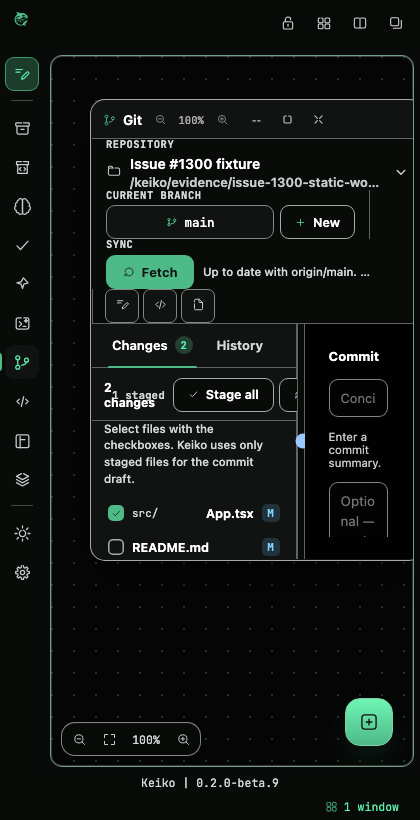 Git 100%
REPOSITORY
Issue #1300 fixture
/keiko/evidence/issue-1300-static-wo...
CURRENT BRANCH
main
New
SYNC
Fetch
Up to date with origin/main. ...
Changes 2
History
2 changes
1 staged
Stage all
Select files with the
checkboxes. Keiko uses only
staged files for the commit
draft.
src/ App.tsx M
README.md M
Commit
Conci
Enter a
commit
summary.
Optio
nal —
100%
Keiko | 0.2.0-beta.9
1 window